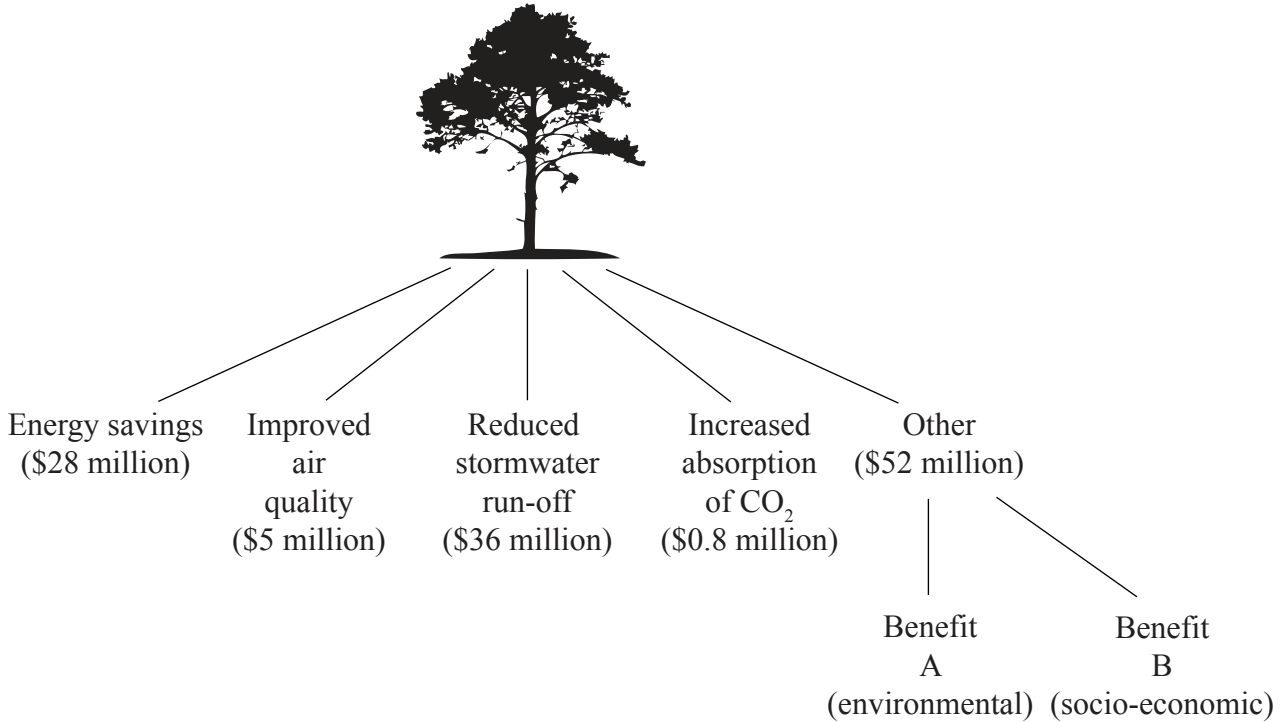 Energy savings
($28 million)
Improved
air
quality
($5 million)
Reduced
stormwater
run-off
($36 million)
Increased
absorption
of CO₂
($0.8 million)
Other
($52 million)
Benefit
A
(environmental)
Benefit
B
(socio-economic)